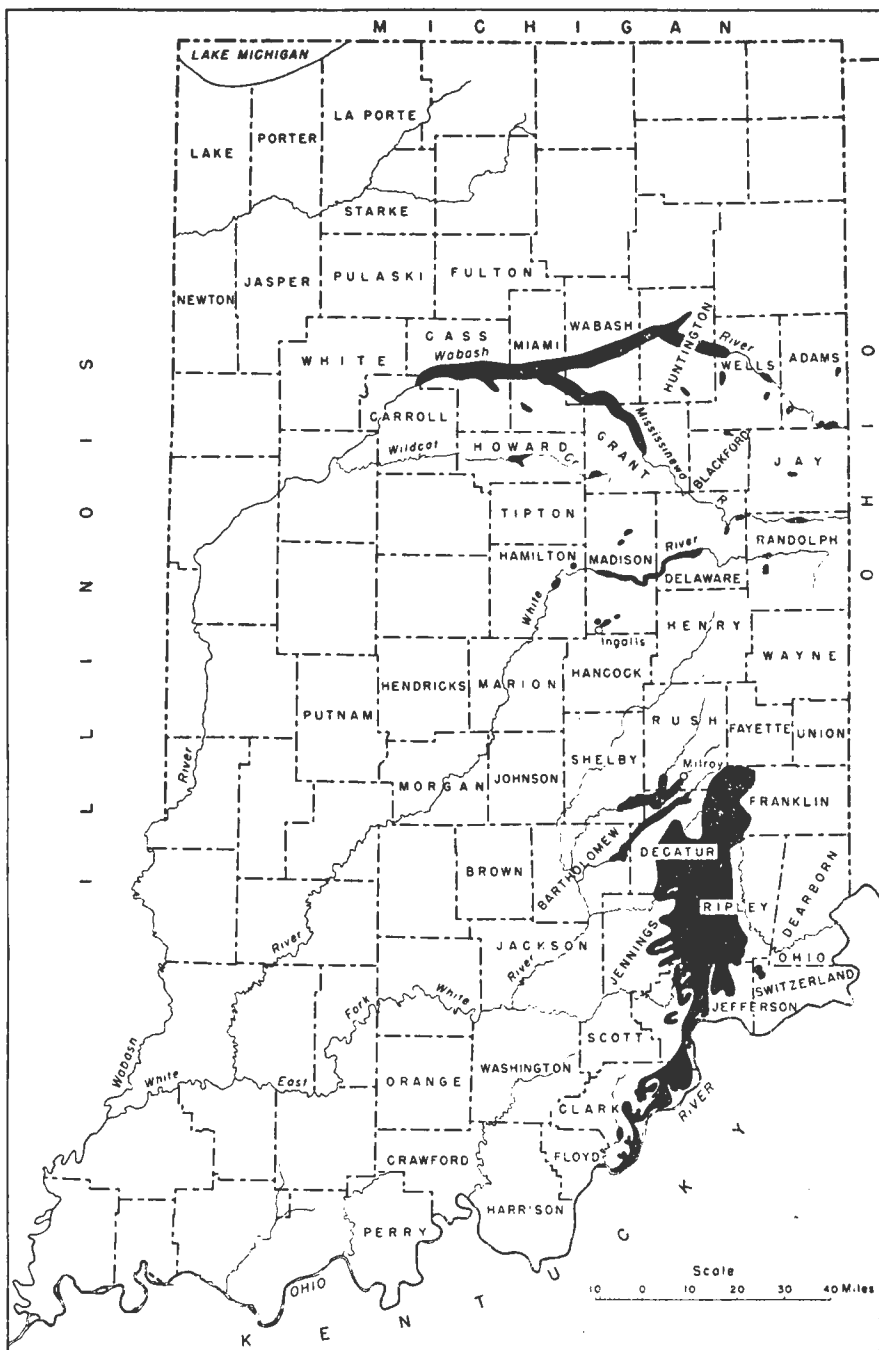 MICHIGAN
LAKE MICHIGAN
LA PORTE
PORTER
LAKE
STARKE
JASPER
PULASKI
FULTON
NEWTON
WABASH
CASS
MIAMI
HUNTINGTON
River
WHITE
Wabash
WELLS
ADAMS
CARROLL
Mississinewa
R
Wildcat
HOWARD
C
GRANT
BLACKFORD
JAY
TIPTON
HAMILTON
MADISON
River
RANDOLPH
DELAWARE
White
HENRY
Ingalls
WAYNE
HANCOCK
HENDRICKS
MARION
PUTNAM
RUSH
FAYETTE
UNION
SHELBY
River
Milroy
MORGAN
JOHNSON
FRANKLIN
DECATUR
BROWN
BARTHOLOMEW
DEARBORN
RIPLEY
JENNINGS
JACKSON
River
River
OHIO
SWITZERLAND
JEFFERSON
Fork
White
SCOTT
Wabash
White
East
ORANGE
WASHINGTON
CLARK
RIVER
CRAWFORD
FLOYD
HARR'SON
PERRY
OHIO
ILLINOIS
OHIO
KENTUCKY
Scale
10 0 10 20 30 40 Miles